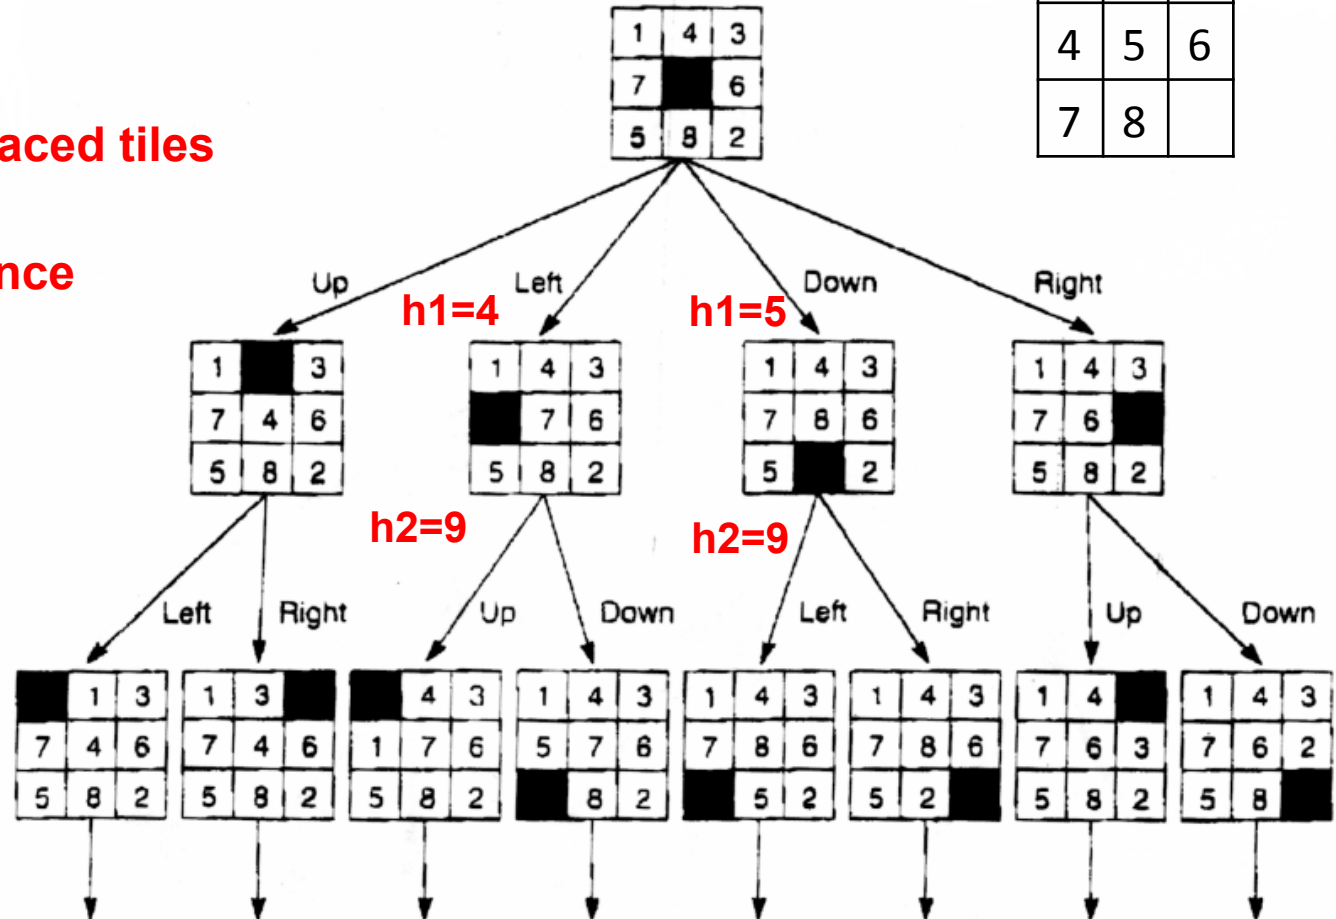 1 4 3
7 6
5 8 2
4 5 6
7 8
aced tiles
nce
Up
Left
Down
Right
h1=4
h1=5
1 3
7 4 6
5 8 2
1 4 3
7 6
5 8 2
1 4 3
7 8 6
5 2
1 4 3
7 6
5 8 2
h2=9
h2=9
Left
Right
Up
Down
Left
Right
Up
Down
1 3
7 4 6
5 8 2
1 3
7 4 6
5 8 2
4 3
1 7 6
5 8 2
1 4 3
5 7 6
8 2
1 4 3
7 8 6
5 2
1 4 3
7 8 6
5 2
1 4
7 6 3
5 8 2
1 4 3
7 6 2
5 8